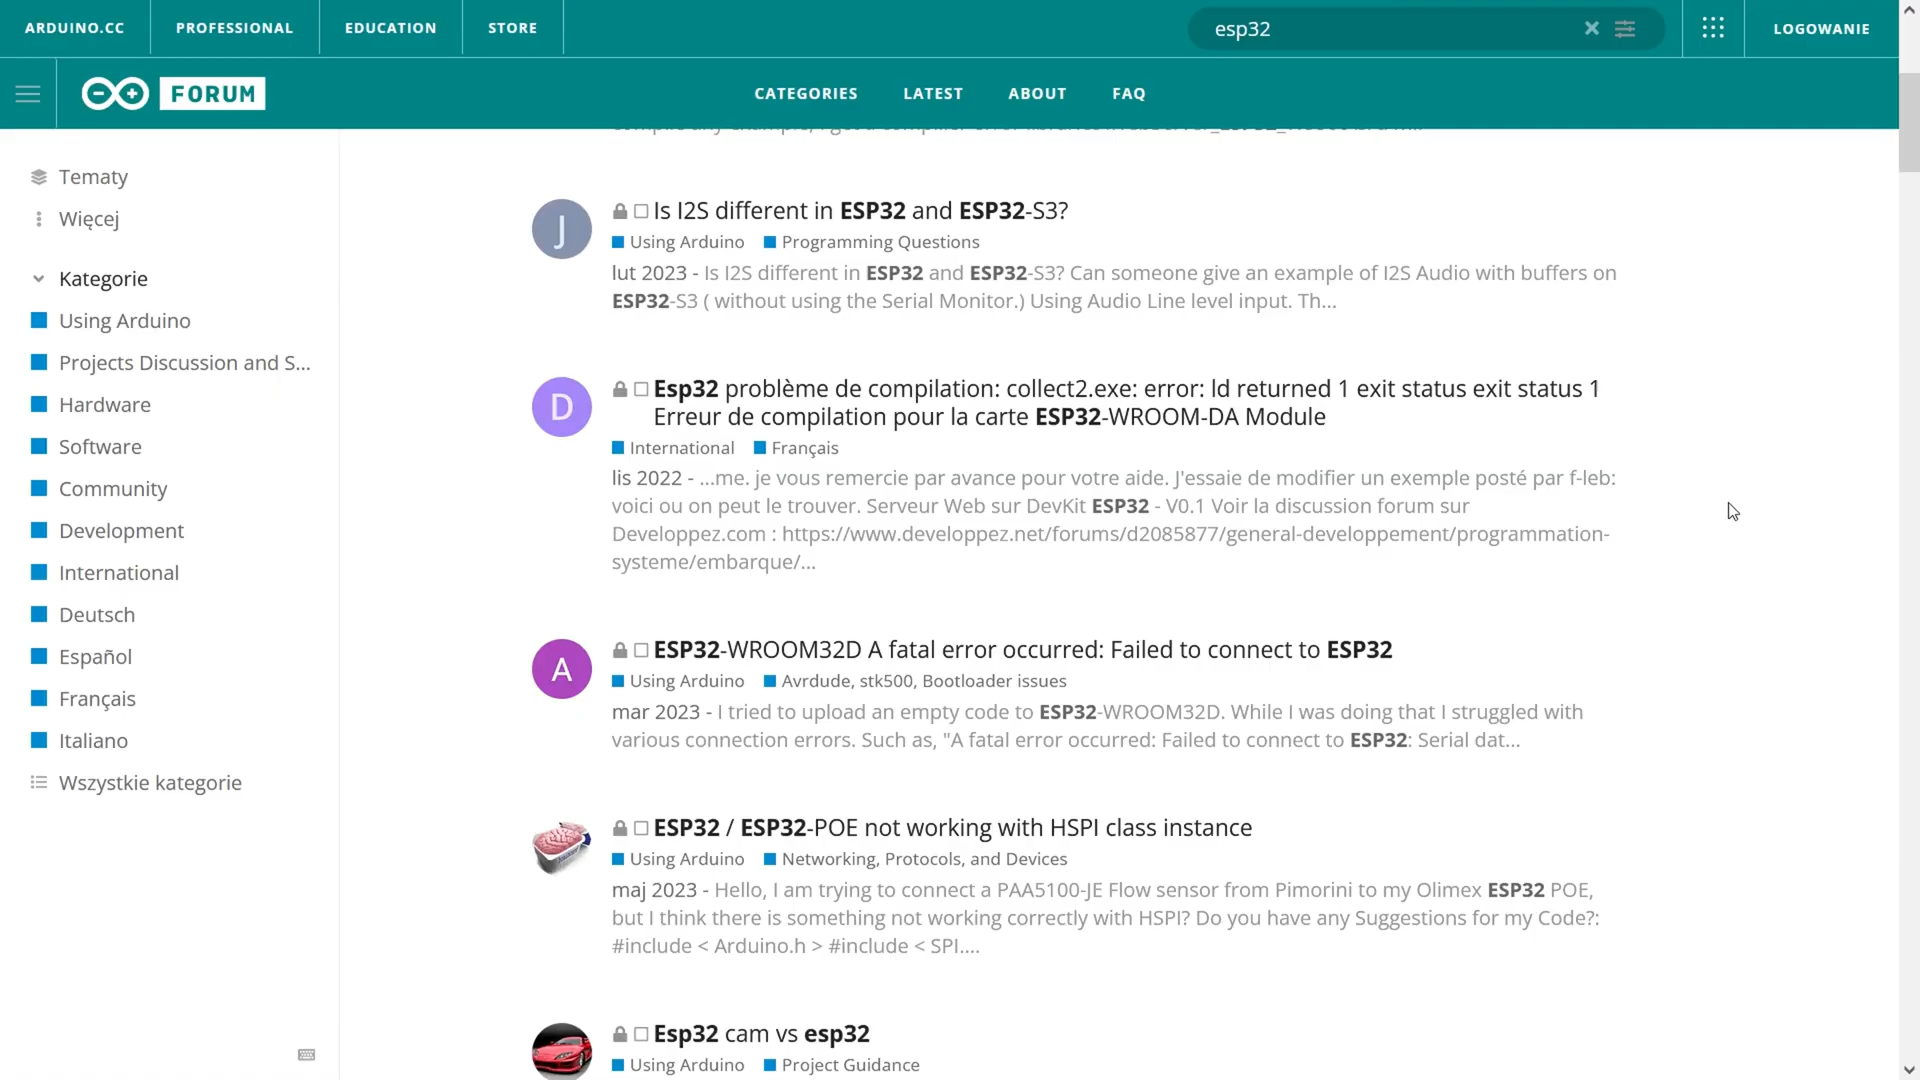 ARDUINO.CC PROFESSIONAL EDUCATION STORE esp32 LOGOWANIE
FORUM CATEGORIES LATEST ABOUT FAQ
Tematy
Więcej
Kategorie
Using Arduino
Projects Discussion and S...
Hardware
Software
Community
Development
International
Deutsch
Español
Français
Italiano
Wszystkie kategorie
J
Is I2S different in ESP32 and ESP32-S3?
Using Arduino Programming Questions
lut 2023 - Is I2S different in ESP32 and ESP32-S3? Can someone give an example of I2S Audio with buffers on
ESP32-S3 ( without using the Serial Monitor.) Using Audio Line level input. Th...
D
Esp32 problème de compilation: collect2.exe: error: ld returned 1 exit status exit status 1
Erreur de compilation pour la carte ESP32-WROOM-DA Module
International Français
lis 2022 - ...me. je vous remercie par avance pour votre aide. J'essaie de modifier un exemple posté par f-leb:
voici ou on peut le trouver. Serveur Web sur DevKit ESP32 - V0.1 Voir la discussion forum sur
Developpez.com : https://www.developpez.net/forums/d2085877/general-developpement/programmation-
systeme/embarque/...
A
ESP32-WROOM32D A fatal error occurred: Failed to connect to ESP32
Using Arduino Avrdude, stk500, Bootloader issues
mar 2023 - I tried to upload an empty code to ESP32-WROOM32D. While I was doing that I struggled with
various connection errors. Such as, "A fatal error occurred: Failed to connect to ESP32: Serial dat...
ESP32 / ESP32-POE not working with HSPI class instance
Using Arduino Networking, Protocols, and Devices
maj 2023 - Hello, I am trying to connect a PAA5100-JE Flow sensor from Pimorini to my Olimex ESP32 POE,
but I think there is something not working correctly with HSPI? Do you have any Suggestions for my Code?:
#include < Arduino.h > #include < SPI....
Esp32 cam vs esp32
Using Arduino Project Guidance